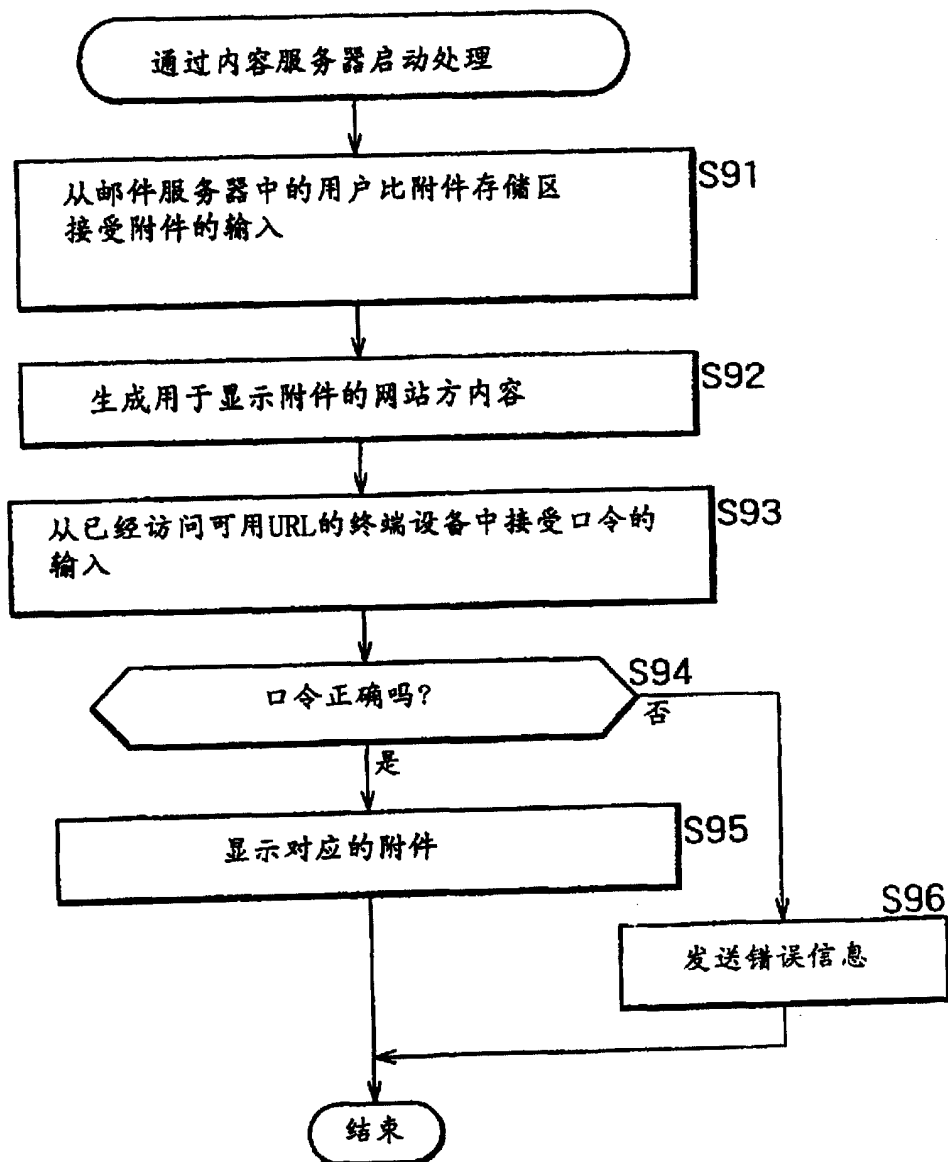 通过内容服务器启动处理
S91
从邮件服务器中的用户比附件存储区
接受附件的输入
S92
生成用于显示附件的网站方内容
S93
从已经访问可用URL的终端设备中接受口令的
输入
S94
口令正确吗?
否
是
S95
显示对应的附件
S96
发送错误信息
结束